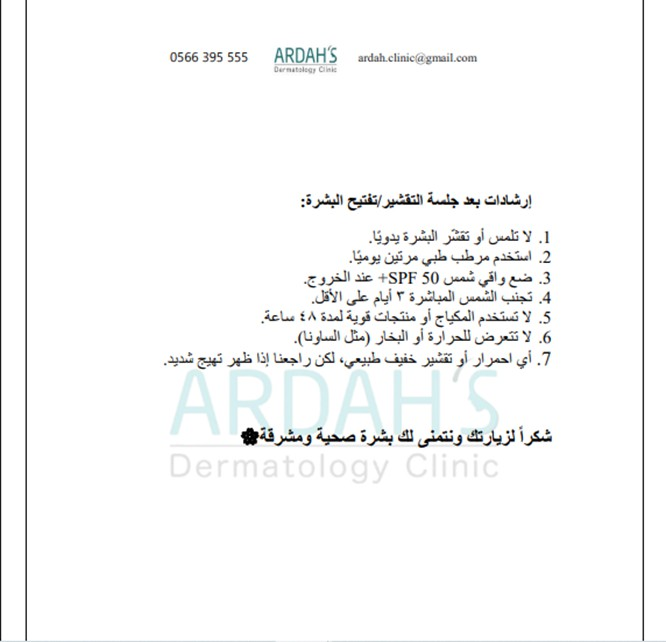 0566 395 555 ARDAH'S ardah.clinic@gmail.com
Dermatology Clinic
إرشادات بعد جلسة التقشير/تفتيح البشرة:
1. لا تلمس أو تقشّر البشرة يدويًا.
2. استخدم مرطب طبي مرتين يوميًا.
3. ضع واقي شمس SPF 50+ عند الخروج.
4. تجنب الشمس المباشرة ٣ أيام على الأقل.
5. لا تستخدم المكياج أو منتجات قوية لمدة ٤٨ ساعة.
6. لا تتعرض للحرارة أو البخار (مثل الساونا).
7. أي احمرار أو تقشير خفيف طبيعي، لكن راجعنا إذا ظهر تهيج شديد.
ARDAH'S
شكراً لزيارتك ونتمنى لك بشرة صحية ومشرقة
Dermatology Clinic